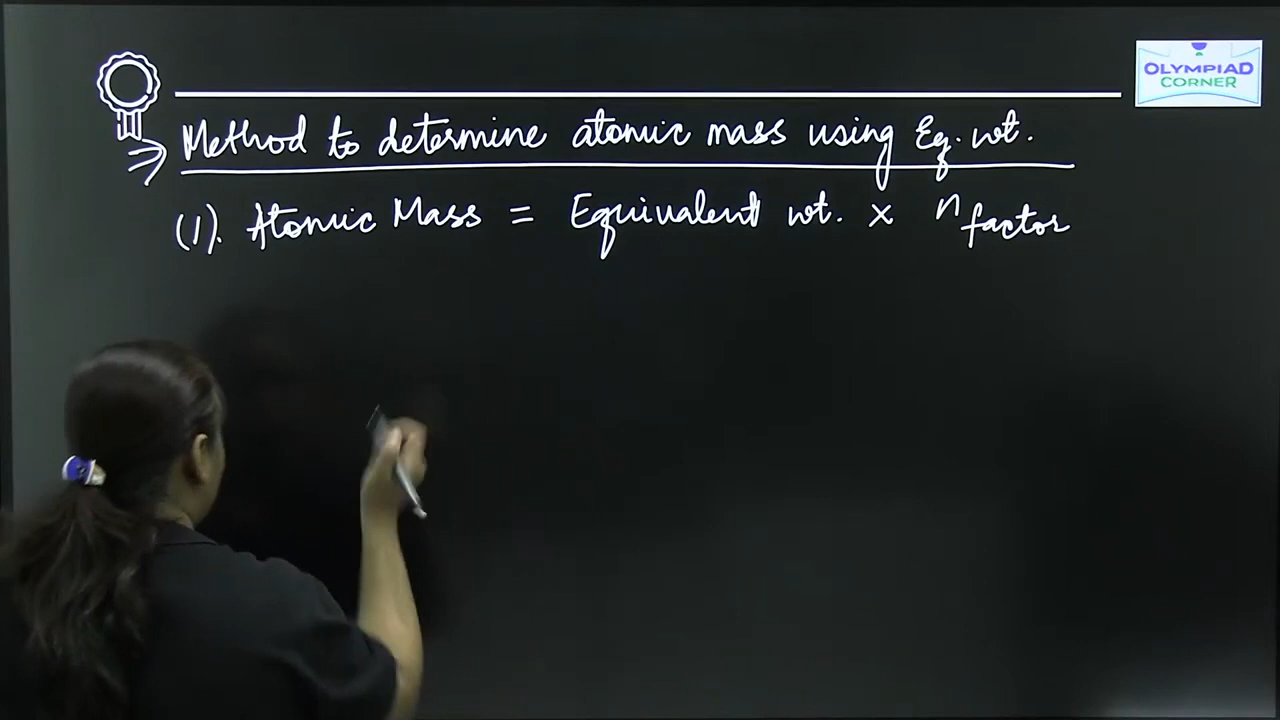 OLYMPIAD
CORNER
⇒ Method to determine atomic mass using Eq. wt.
(1). Atomic Mass = Equivalent wt. × n factor